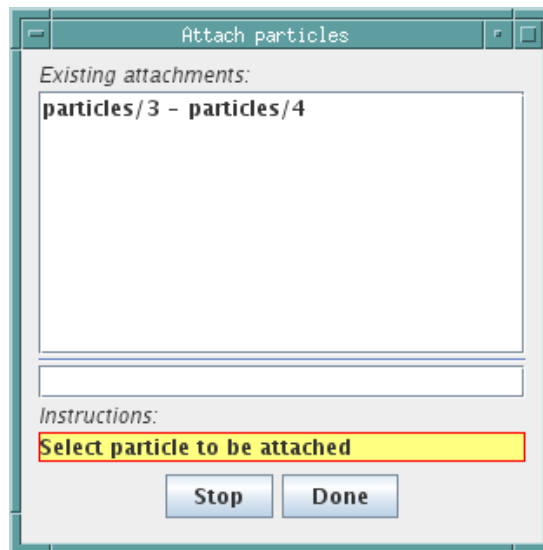 Attach particles
Existing attachments:
particles/3 - particles/4
Instructions:
Select particle to be attached
Stop Done